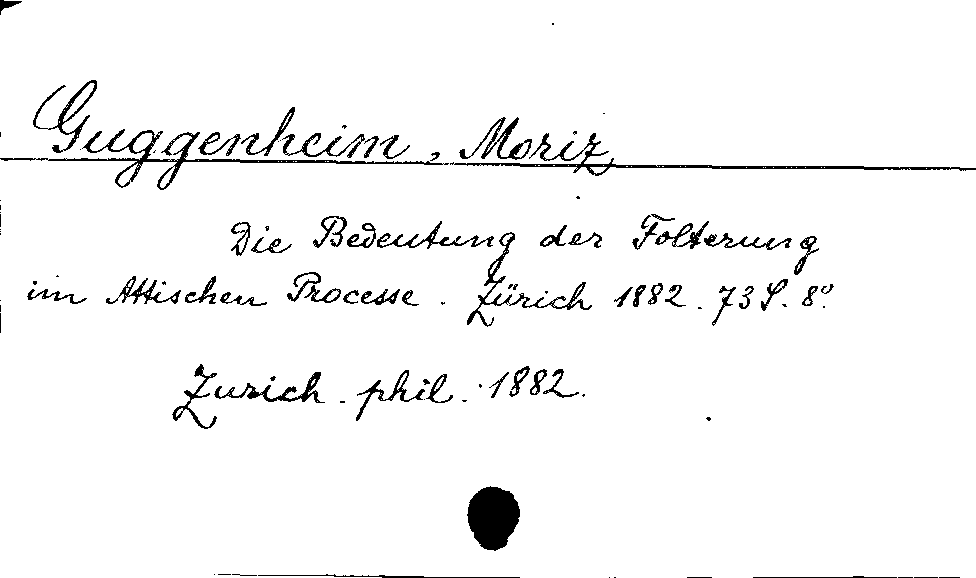 Guggenheim, Moriz
Die Bedeutung der Folterung
im Attischen Processe. Zürich 1882. 73 S. 8°.
Zurich. phil. 1882.